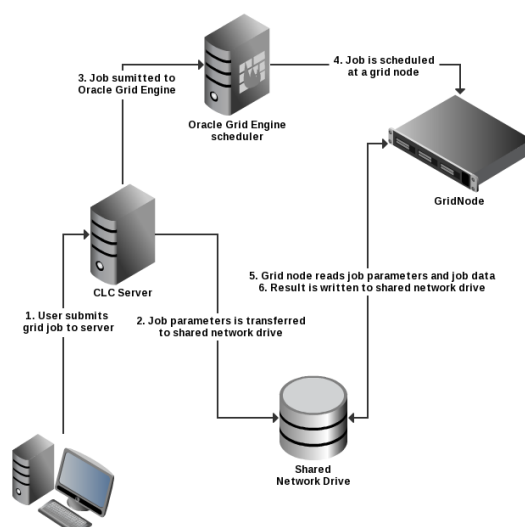 3. Job sumitted to
Oracle Grid Engine
4. Job is scheduled
at a grid node
Oracle Grid Engine
scheduler
GridNode
CLC Server
5. Grid node reads job parameters and job data
6. Result is written to shared network drive
1. User submits
grid job to server
2. Job parameters is transferred
to shared network drive
Shared
Network Drive